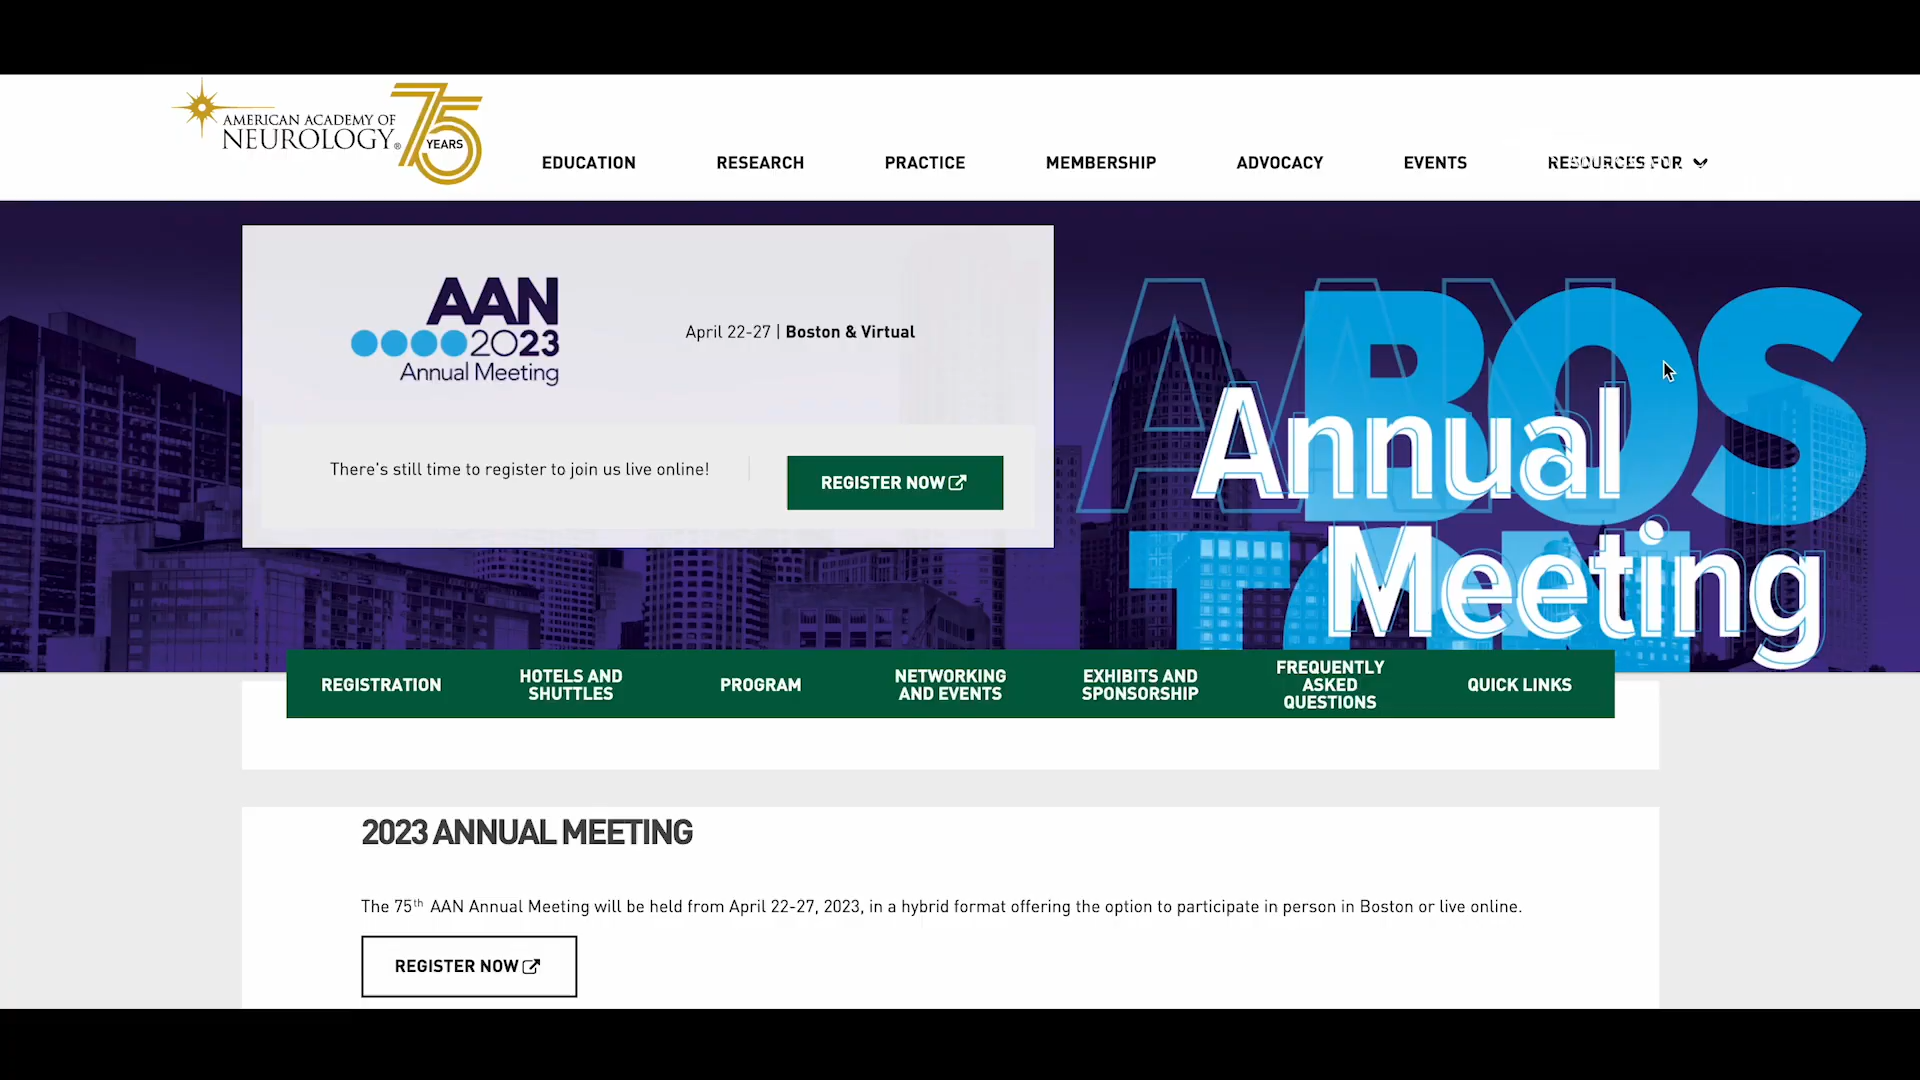 AMERICAN ACADEMY OF
NEUROLOGY®
75
YEARS
EDUCATION
RESEARCH
PRACTICE
MEMBERSHIP
ADVOCACY
EVENTS
RESOURCES FOR
AAN
2023
Annual Meeting
April 22-27 | Boston & Virtual
There's still time to register to join us live online!
REGISTER NOW
AAN
BOS
TON
Annual
Meeting
REGISTRATION
HOTELS AND
SHUTTLES
PROGRAM
NETWORKING
AND EVENTS
EXHIBITS AND
SPONSORSHIP
FREQUENTLY
ASKED
QUESTIONS
QUICK LINKS
2023 ANNUAL MEETING
The 75th AAN Annual Meeting will be held from April 22-27, 2023, in a hybrid format offering the option to participate in person in Boston or live online.
REGISTER NOW